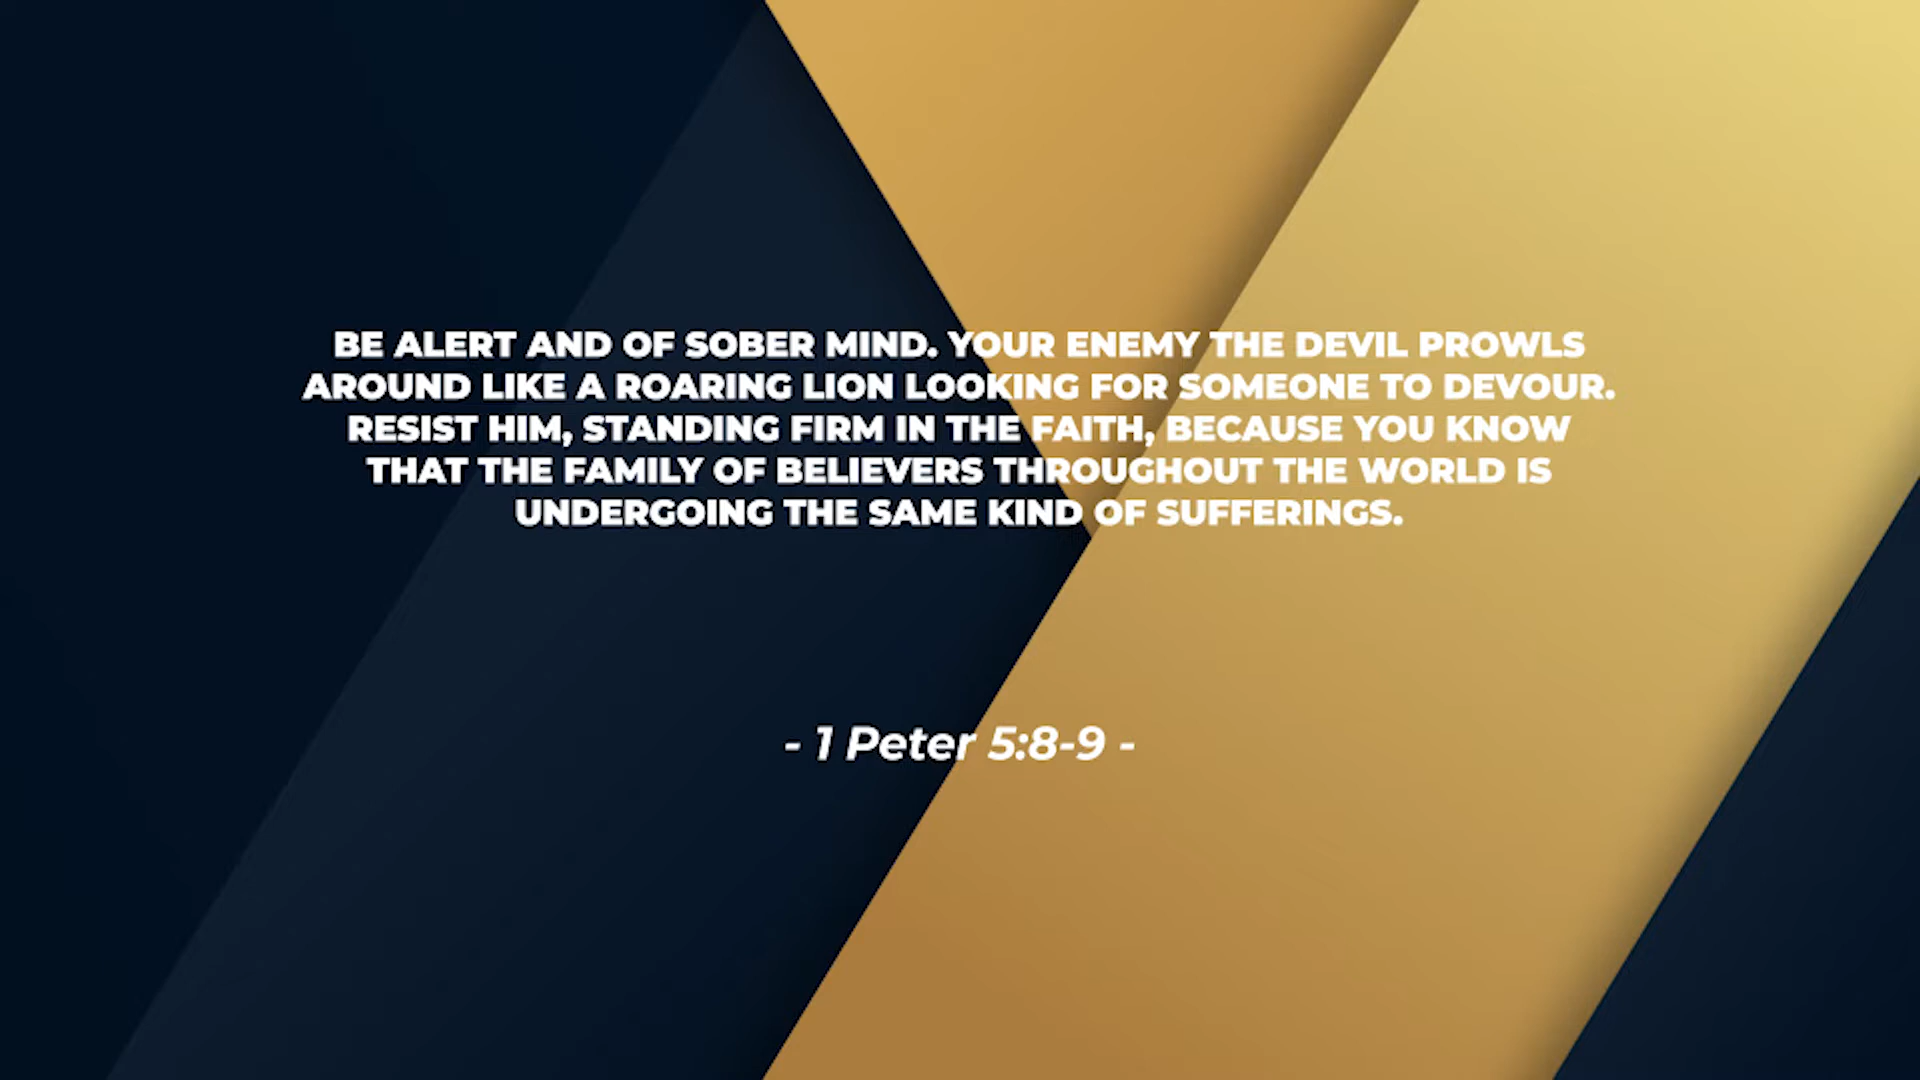 BE ALERT AND OF SOBER MIND. YOUR ENEMY THE DEVIL PROWLS
AROUND LIKE A ROARING LION LOOKING FOR SOMEONE TO DEVOUR.
RESIST HIM, STANDING FIRM IN THE FAITH, BECAUSE YOU KNOW
THAT THE FAMILY OF BELIEVERS THROUGHOUT THE WORLD IS
UNDERGOING THE SAME KIND OF SUFFERINGS.
- 1 Peter 5:8-9 -